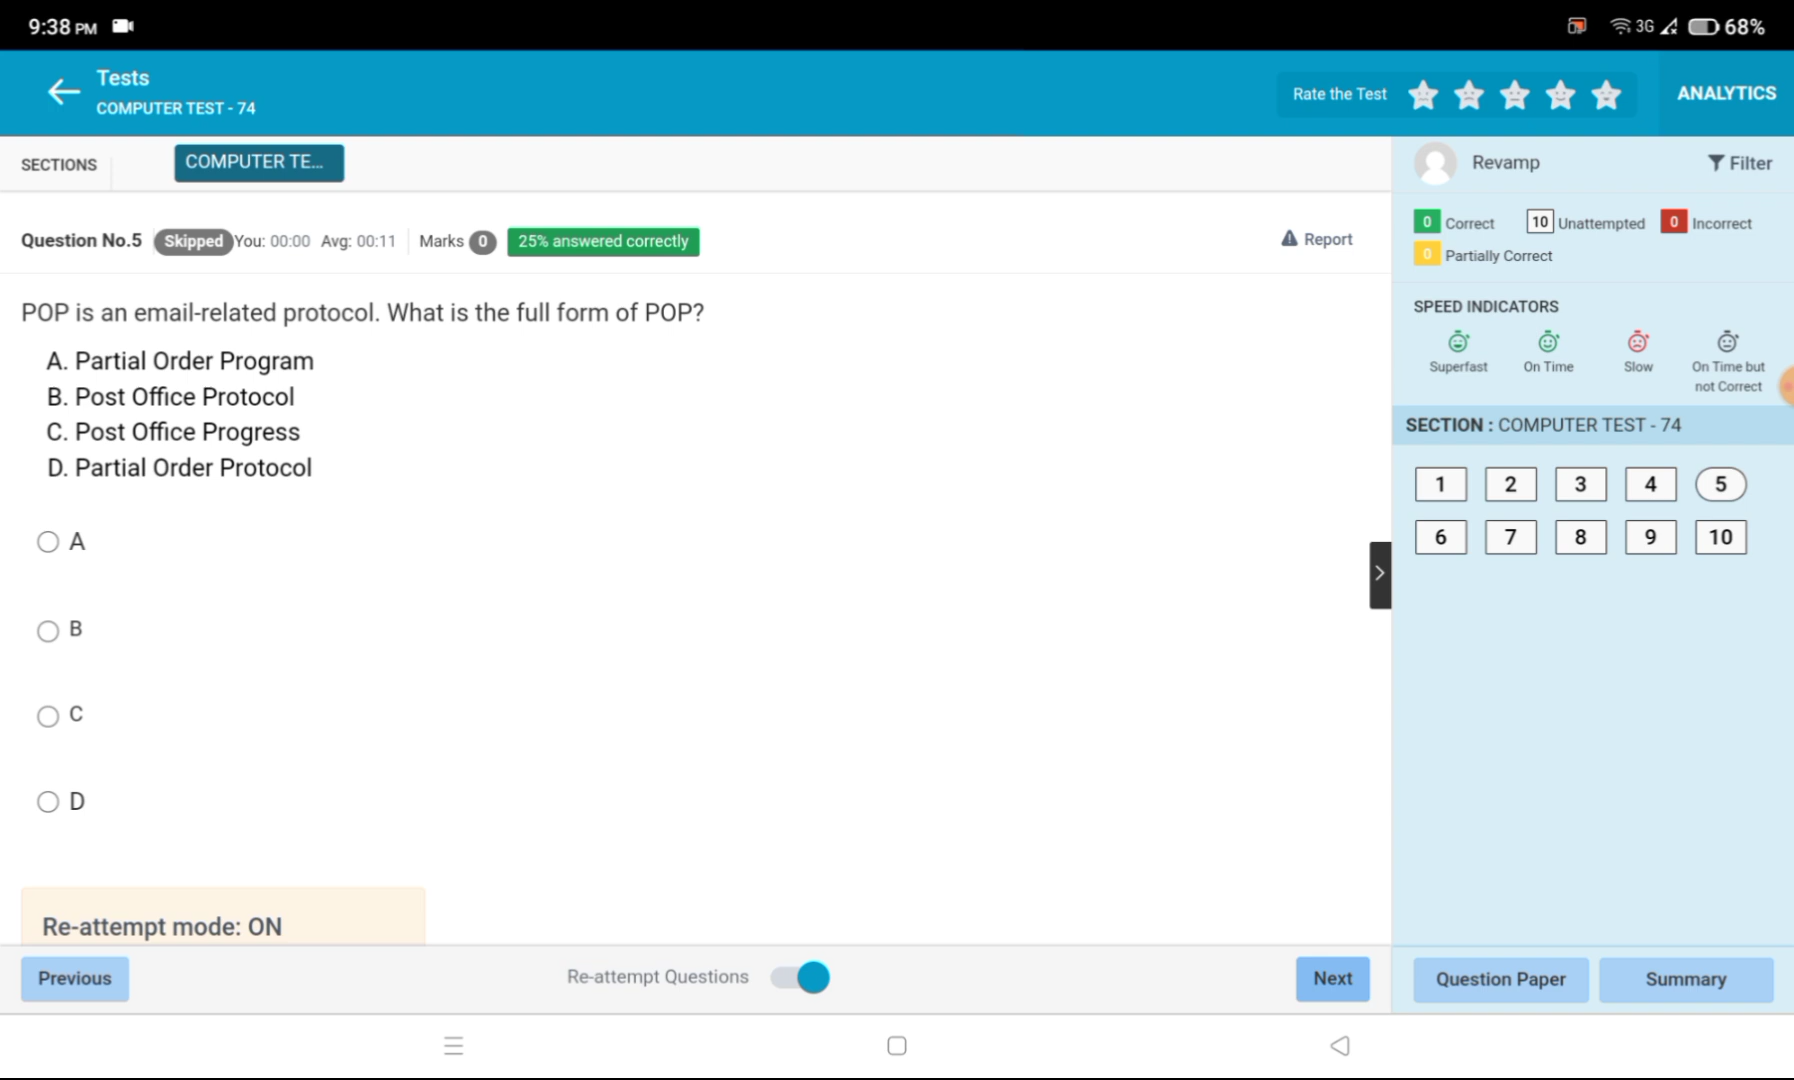 9:38 PM
3G 68%
Tests
COMPUTER TEST - 74
Rate the Test
ANALYTICS
SECTIONS
COMPUTER TE...
Revamp
Filter
Question No.5 Skipped You: 00:00 Avg: 00:11 Marks 0 25% answered correctly
Report
0 Correct 10 Unattempted 0 Incorrect
0 Partially Correct
POP is an email-related protocol. What is the full form of POP?
A. Partial Order Program
B. Post Office Protocol
C. Post Office Progress
D. Partial Order Protocol
A
B
C
D
SPEED INDICATORS
Superfast
On Time
Slow
On Time but
not Correct
SECTION : COMPUTER TEST - 74
1 2 3 4 5
6 7 8 9 10
Re-attempt mode: ON
Previous
Re-attempt Questions
Next
Question Paper
Summary